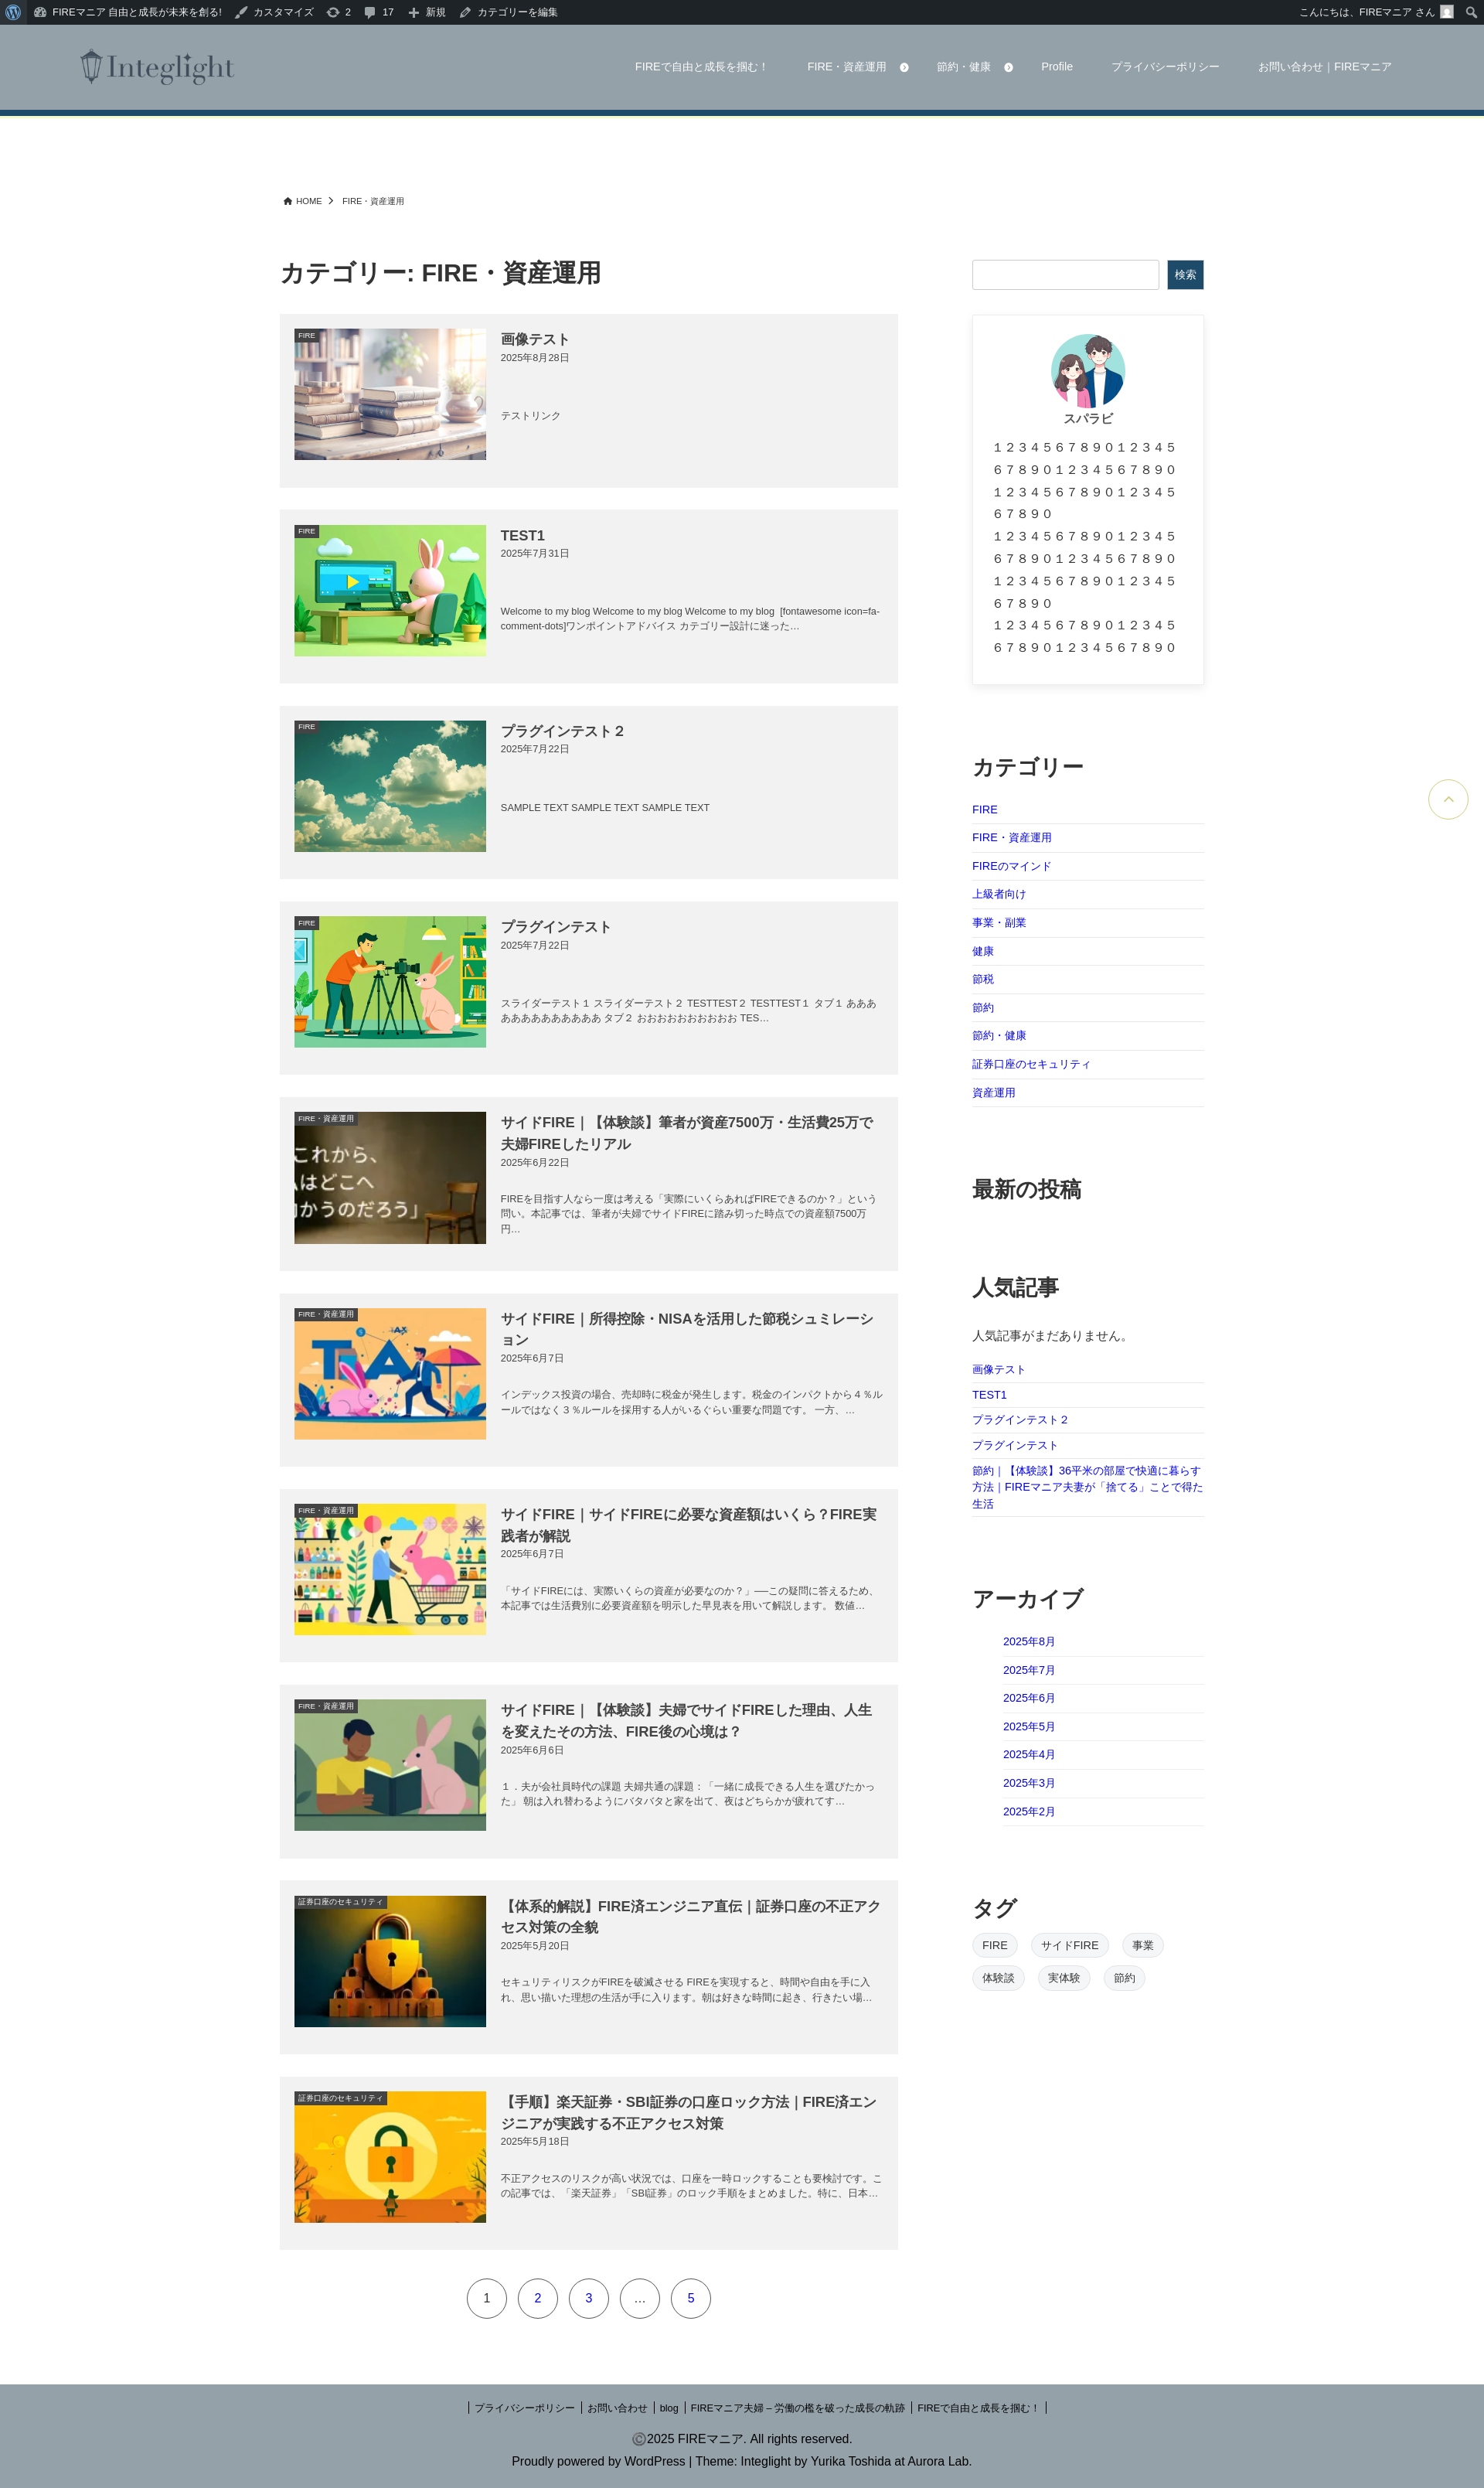 FIREマニア 自由と成長が未来を創る!
カスタマイズ
2
17
新規
カテゴリーを編集
こんにちは、FIREマニア さん
Integlight
FIREで自由と成長を掴む！
FIRE・資産運用
節約・健康
Profile
プライバシーポリシー
お問い合わせ｜FIREマニア
HOME
FIRE・資産運用
カテゴリー: FIRE・資産運用
FIRE
画像テスト
2025年8月28日
テストリンク
FIRE
TEST1
2025年7月31日
Welcome to my blog Welcome to my blog Welcome to my blog [fontawesome icon=fa-
comment-dots]ワンポイントアドバイス カテゴリー設計に迷った…
FIRE
プラグインテスト２
2025年7月22日
SAMPLE TEXT SAMPLE TEXT SAMPLE TEXT
FIRE
プラグインテスト
2025年7月22日
スライダーテスト１ スライダーテスト２ TESTTEST２ TESTTEST１ タブ１ あああ
ああああああああああ タブ２ おおおおおおおおおお TES…
FIRE・資産運用
これから、
はどこへ
向かうのだろう」
サイドFIRE｜【体験談】筆者が資産7500万・生活費25万で
夫婦FIREしたリアル
2025年6月22日
FIREを目指す人なら一度は考える「実際にいくらあればFIREできるのか？」という
問い。本記事では、筆者が夫婦でサイドFIREに踏み切った時点での資産額7500万
円…
FIRE・資産運用
サイドFIRE｜所得控除・NISAを活用した節税シュミレーシ
ョン
2025年6月7日
インデックス投資の場合、売却時に税金が発生します。税金のインパクトから４％ル
ールではなく３％ルールを採用する人がいるぐらい重要な問題です。 一方、…
FIRE・資産運用
サイドFIRE｜サイドFIREに必要な資産額はいくら？FIRE実
践者が解説
2025年6月7日
「サイドFIREには、実際いくらの資産が必要なのか？」──この疑問に答えるため、
本記事では生活費別に必要資産額を明示した早見表を用いて解説します。 数値…
FIRE・資産運用
サイドFIRE｜【体験談】夫婦でサイドFIREした理由、人生
を変えたその方法、FIRE後の心境は？
2025年6月6日
１．夫が会社員時代の課題 夫婦共通の課題：「一緒に成長できる人生を選びたかっ
た」 朝は入れ替わるようにバタバタと家を出て、夜はどちらかが疲れてす…
証券口座のセキュリティ
【体系的解説】FIRE済エンジニア直伝｜証券口座の不正アク
セス対策の全貌
2025年5月20日
セキュリティリスクがFIREを破滅させる FIREを実現すると、時間や自由を手に入
れ、思い描いた理想の生活が手に入ります。朝は好きな時間に起き、行きたい場…
証券口座のセキュリティ
【手順】楽天証券・SBI証券の口座ロック方法｜FIRE済エン
ジニアが実践する不正アクセス対策
2025年5月18日
不正アクセスのリスクが高い状況では、口座を一時ロックすることも要検討です。こ
の記事では、「楽天証券」「SBI証券」のロック手順をまとめました。特に、日本…
1
2
3
…
5
検索
スパラビ
１２３４５６７８９０１２３４５
６７８９０１２３４５６７８９０
１２３４５６７８９０１２３４５
６７８９０
１２３４５６７８９０１２３４５
６７８９０１２３４５６７８９０
１２３４５６７８９０１２３４５
６７８９０
１２３４５６７８９０１２３４５
６７８９０１２３４５６７８９０
カテゴリー
FIRE
FIRE・資産運用
FIREのマインド
上級者向け
事業・副業
健康
節税
節約
節約・健康
証券口座のセキュリティ
資産運用
最新の投稿
人気記事
人気記事がまだありません。
画像テスト
TEST1
プラグインテスト２
プラグインテスト
節約｜【体験談】36平米の部屋で快適に暮らす
方法｜FIREマニア夫妻が「捨てる」ことで得た
生活
アーカイブ
2025年8月
2025年7月
2025年6月
2025年5月
2025年4月
2025年3月
2025年2月
タグ
FIRE
サイドFIRE
事業
体験談
実体験
節約
プライバシーポリシー
お問い合わせ
blog
FIREマニア夫婦 – 労働の檻を破った成長の軌跡
FIREで自由と成長を掴む！
©2025 FIREマニア. All rights reserved.
Proudly powered by WordPress | Theme: Integlight by Yurika Toshida at Aurora Lab.